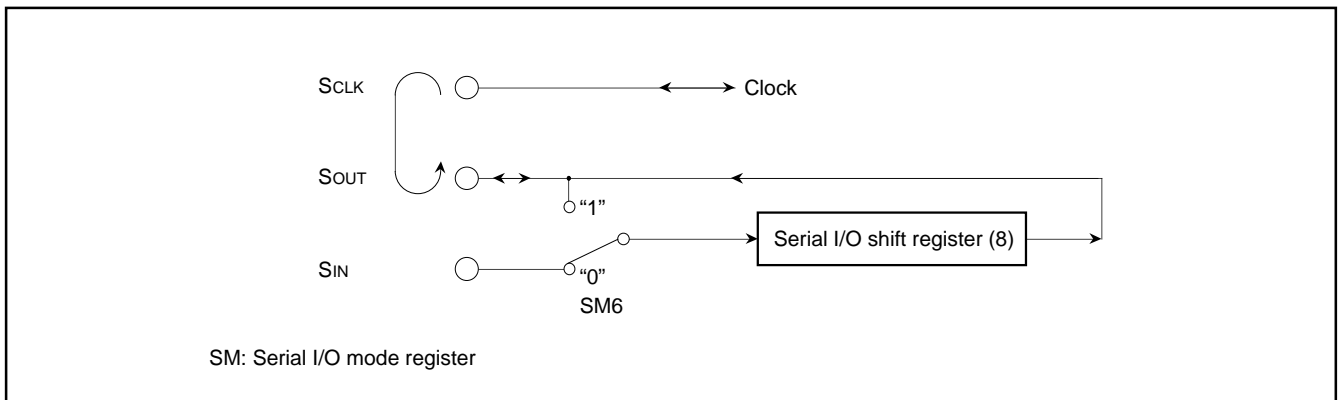 SCLK
Clock
SOUT
“1”
Serial I/O shift register (8)
SIN
“0”
SM6
SM: Serial I/O mode register